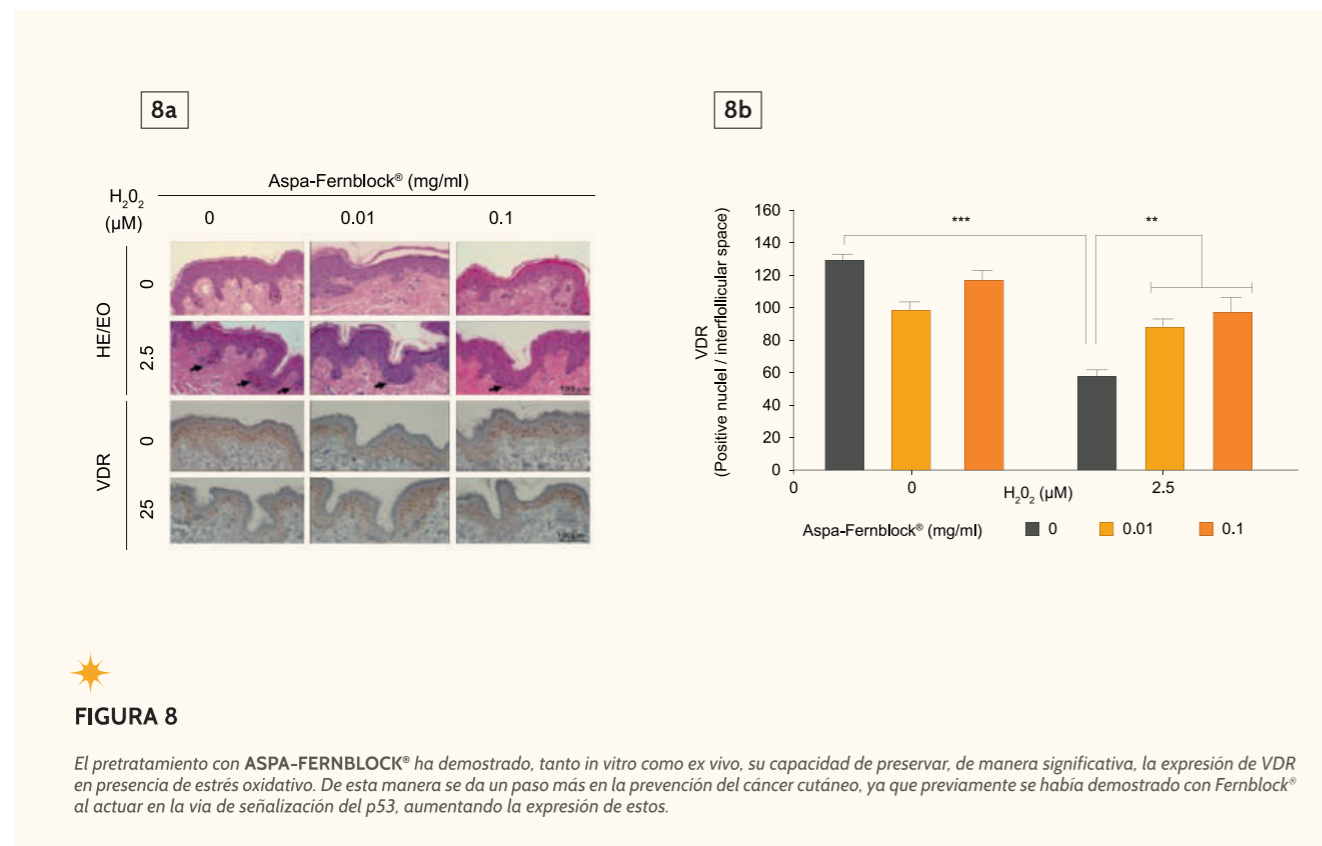 8a
Aspa-Fernblock® (mg/ml)
H₂0₂
(µM)
0
0.01
0.1
HE/EO
0
2.5
VDR
0
25
8b
VDR
(Positive nucleI / interfollicular space)
160
140
120
100
80
60
40
20
0
***
**
0
0
H₂0₂ (µM)
2.5
Aspa-Fernblock® (mg/ml)
0
0.01
0.1
FIGURA 8
El pretratamiento con ASPA-FERNBLOCK® ha demostrado, tanto in vitro como ex vivo, su capacidad de preservar, de manera significativa, la expresión de VDR
en presencia de estrés oxidativo. De esta manera se da un paso más en la prevención del cáncer cutáneo, ya que previamente se había demostrado con Fernblock®
al actuar en la via de señalización del p53, aumentando la expresión de estos.